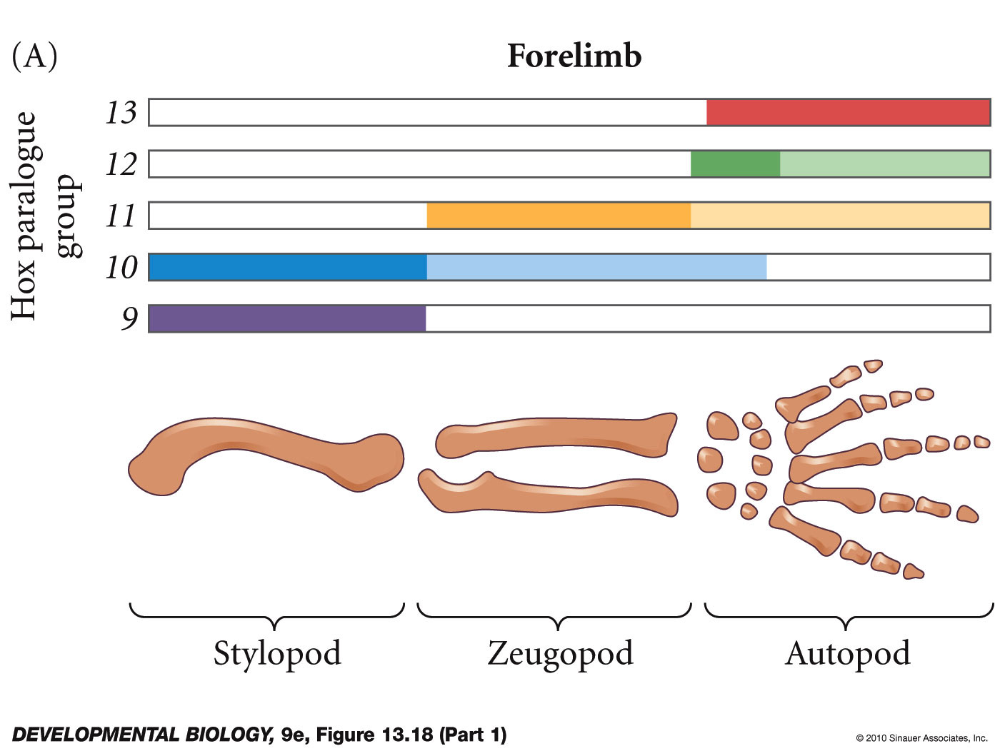 (A)
Forelimb
Hox paralogue
group
13
12
11
10
9
Stylopod
Zeugopod
Autopod
DEVELOPMENTAL BIOLOGY, 9e, Figure 13.18 (Part 1)
© 2010 Sinauer Associates, Inc.